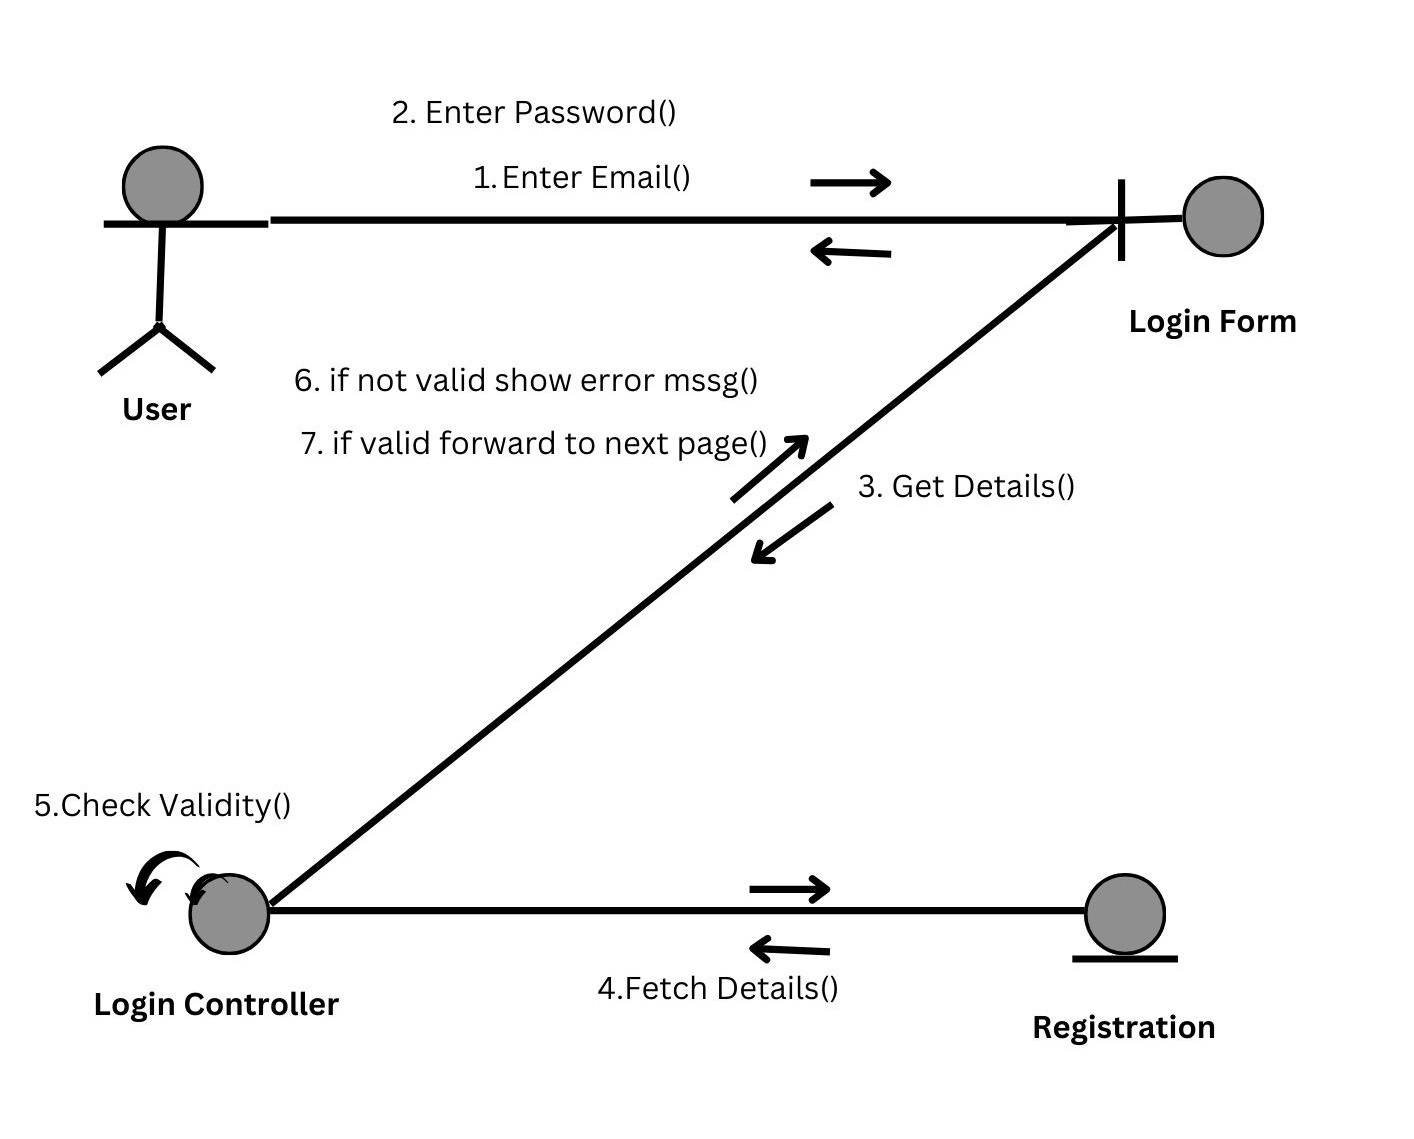 2. Enter Password()
1.Enter Email()
Login Form
6. if not valid show error mssg()
User
7. if valid forward to next page()
3. Get Details()
5.Check Validity()
4.Fetch Details()
Login Controller
Registration